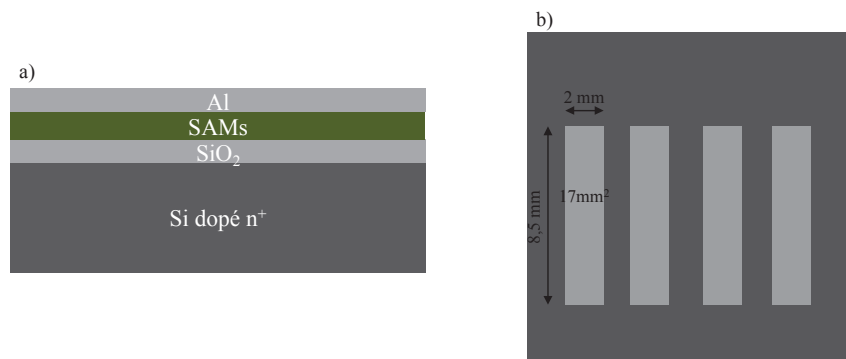 a)
Al
SAMs
SiO₂
Si dopé n⁺
b)
2 mm
8,5 mm
17mm²